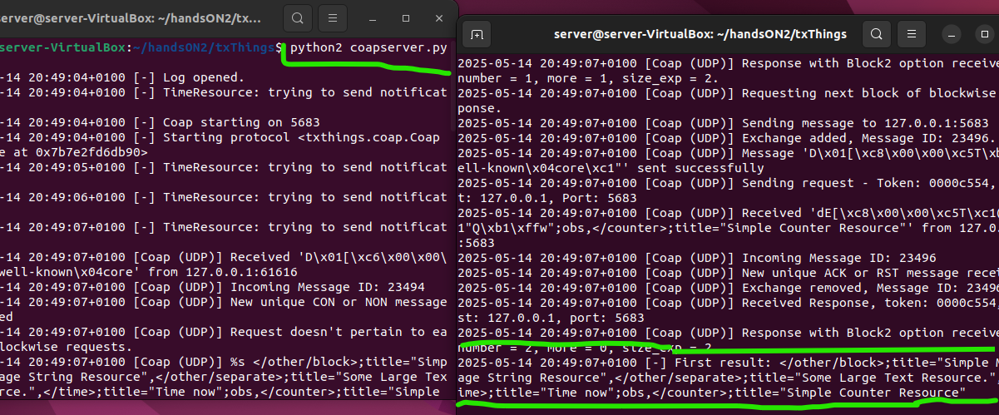 server@server-VirtualBox: ~/handsON2/tx...
server-VirtualBox:~/handsON2/txThings$ python2 coapserver.py
-14 20:49:04+0100 [-] Log opened.
-14 20:49:04+0100 [-] TimeResource: trying to send notificat
-14 20:49:04+0100 [-] Coap starting on 5683
-14 20:49:04+0100 [-] Starting protocol <txthings.coap.Coap
e at 0x7b7e2fd6db90>
-14 20:49:05+0100 [-] TimeResource: trying to send notificat
-14 20:49:06+0100 [-] TimeResource: trying to send notificat
-14 20:49:07+0100 [-] TimeResource: trying to send notificat
-14 20:49:07+0100 [Coap (UDP)] Received 'D\x01[\xc6\x00\x00\
well-known\x04core' from 127.0.0.1:61616
-14 20:49:07+0100 [Coap (UDP)] Incoming Message ID: 23494
-14 20:49:07+0100 [Coap (UDP)] New unique CON or NON message
ed
-14 20:49:07+0100 [Coap (UDP)] Request doesn't pertain to ea
lockwise requests.
-14 20:49:07+0100 [Coap (UDP)] %s </other/block>;title="Simp
age String Resource",</other/separate>;title="Some Large Tex
rce.",</time>;title="Time now";obs,</counter>;title="Simple
server@server-VirtualBox: ~/handsON2/txThings
2025-05-14 20:49:07+0100 [Coap (UDP)] Response with Block2 option receive
number = 1, more = 1, size_exp = 2.
2025-05-14 20:49:07+0100 [Coap (UDP)] Requesting next block of blockwise
ponse.
2025-05-14 20:49:07+0100 [Coap (UDP)] Sending message to 127.0.0.1:5683
2025-05-14 20:49:07+0100 [Coap (UDP)] Exchange added, Message ID: 23496.
2025-05-14 20:49:07+0100 [Coap (UDP)] Message 'D\x01[\xc8\x00\x00\xc5T\xb
ell-known\x04core\xc1"' sent successfully
2025-05-14 20:49:07+0100 [Coap (UDP)] Sending request - Token: 0000c554,
t: 127.0.0.1, Port: 5683
2025-05-14 20:49:07+0100 [Coap (UDP)] Received 'dE[\xc8\x00\x00\xc5T\xc1(
1"Q\xb1\xffw";obs,</counter>;title="Simple Counter Resource"' from 127.0.
:5683
2025-05-14 20:49:07+0100 [Coap (UDP)] Incoming Message ID: 23496
2025-05-14 20:49:07+0100 [Coap (UDP)] New unique ACK or RST message recei
2025-05-14 20:49:07+0100 [Coap (UDP)] Exchange removed, Message ID: 23496
2025-05-14 20:49:07+0100 [Coap (UDP)] Received Response, token: 0000c554,
st: 127.0.0.1, port: 5683
2025-05-14 20:49:07+0100 [Coap (UDP)] Response with Block2 option receive
number = 2, more = 0, size_exp = 2
2025-05-14 20:49:07+0100 [-] First result: </other/block>;title="Simple M
age String Resource",</other/separate>;title="Some Large Text Resource.",
ime>;title="Time now";obs,</counter>;title="Simple Counter Resource"